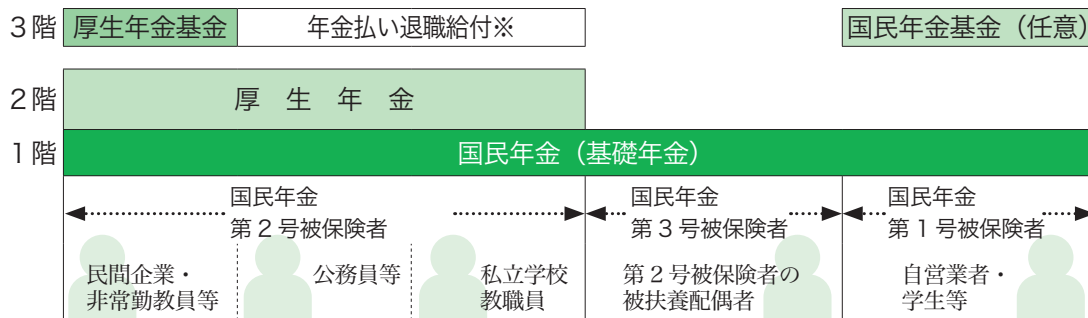 3階 厚生年金基金 年金払い退職給付※ 国民年金基金（任意）
2階 厚生年金
1階 国民年金（基礎年金）
国民年金
第2号被保険者
国民年金
第3号被保険者
国民年金
第1号被保険者
民間企業・
非常勤教員等
公務員等
私立学校
教職員
第2号被保険者の
被扶養配偶者
自営業者・
学生等